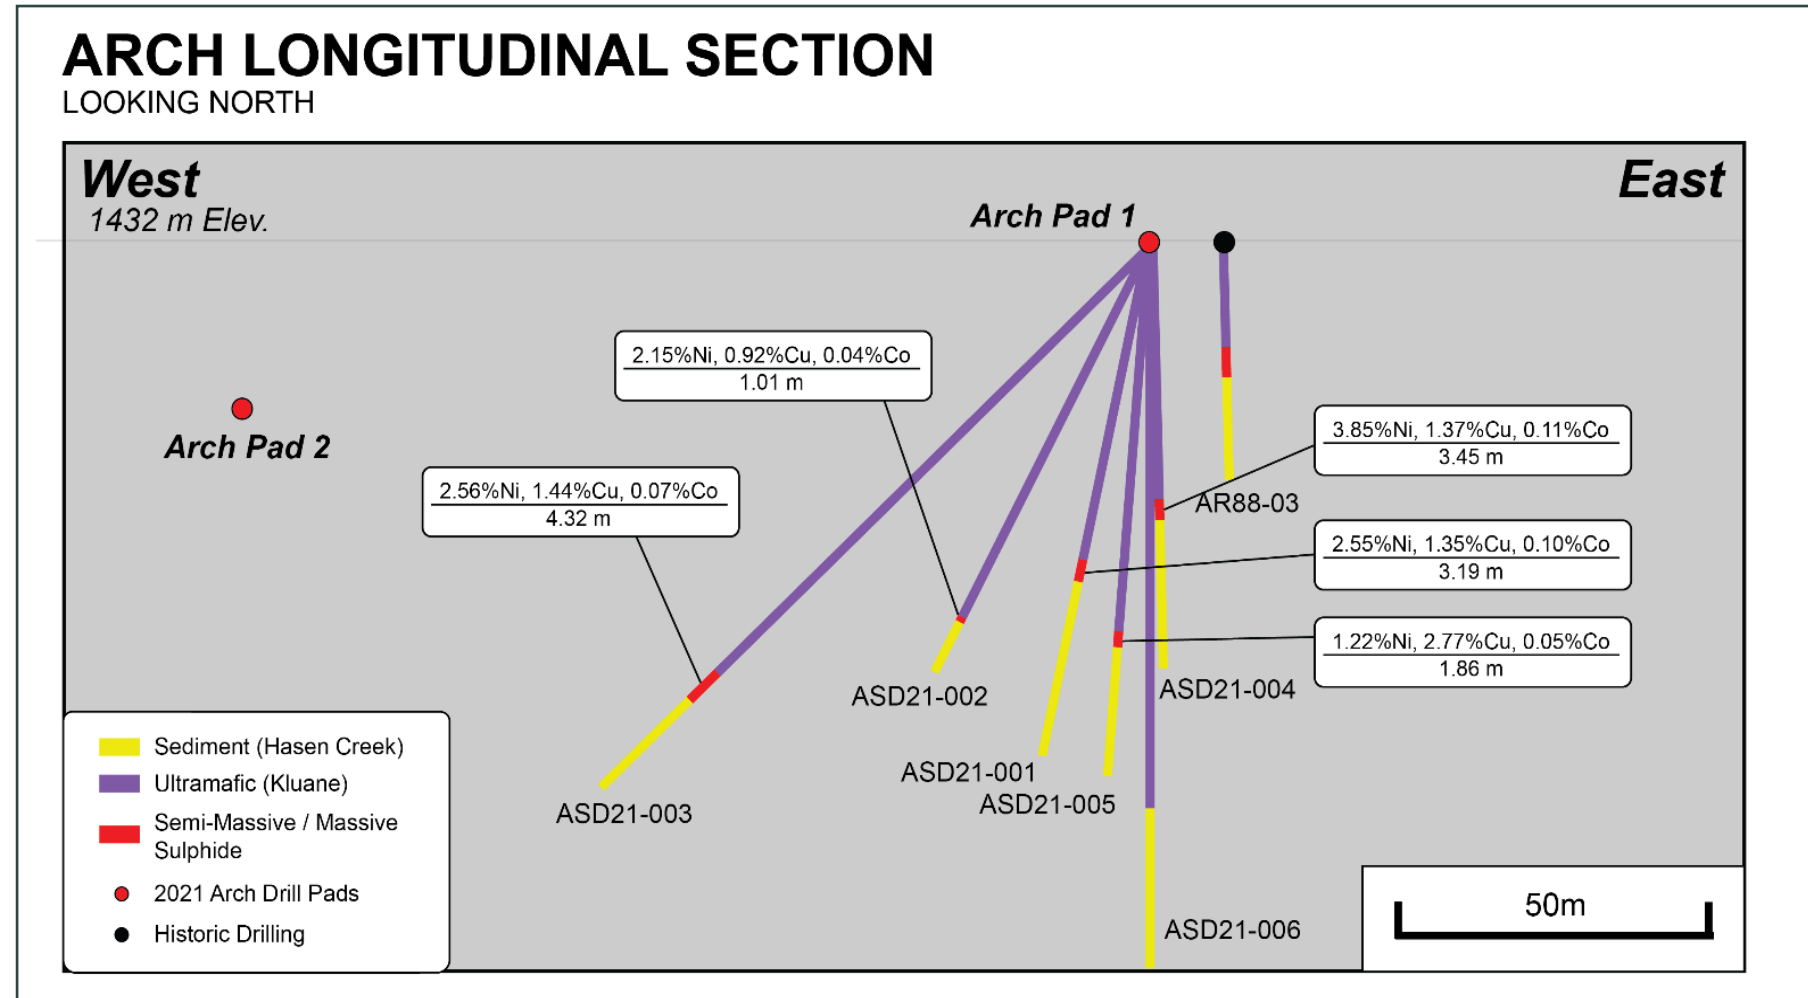 ARCH LONGITUDINAL SECTION
LOOKING NORTH
West
East
1432 m Elev.
Arch Pad 1
2.15%Ni, 0.92%Cu, 0.04%Co
1.01 m
Arch Pad 2
3.85%Ni, 1.37%Cu, 0.11%Co
3.45 m
2.56%Ni, 1.44%Cu, 0.07%Co
4.32 m
AR88-03
2.55%Ni, 1.35%Cu, 0.10%Co
3.19 m
1.22%Ni, 2.77%Cu, 0.05%Co
1.86 m
ASD21-002
ASD21-004
ASD21-001
ASD21-005
ASD21-003
ASD21-006
Sediment (Hasen Creek)
Ultramafic (Kluane)
Semi-Massive / Massive
Sulphide
2021 Arch Drill Pads
Historic Drilling
50m